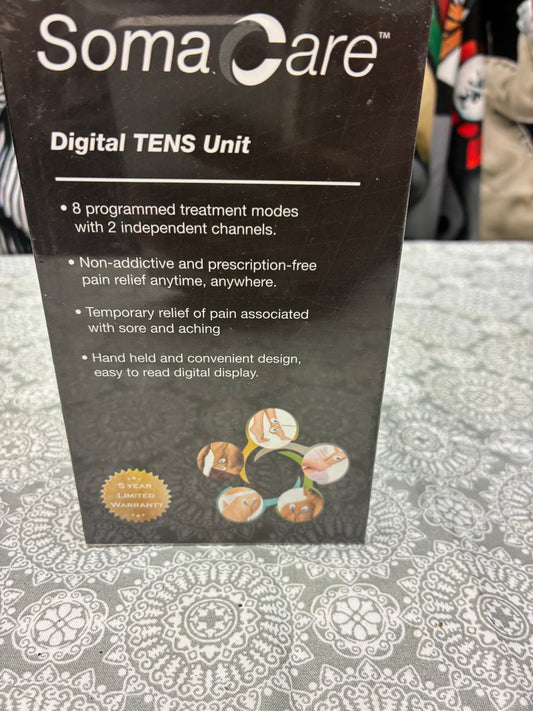 SomaCare™
Digital TENS Unit
• 8 programmed treatment modes
with 2 independent channels.
• Non-addictive and prescription-free
pain relief anytime, anywhere.
• Temporary relief of pain associated
with sore and aching
• Hand held and convenient design,
easy to read digital display.
5 YEAR
LIMITED
WARRANTY